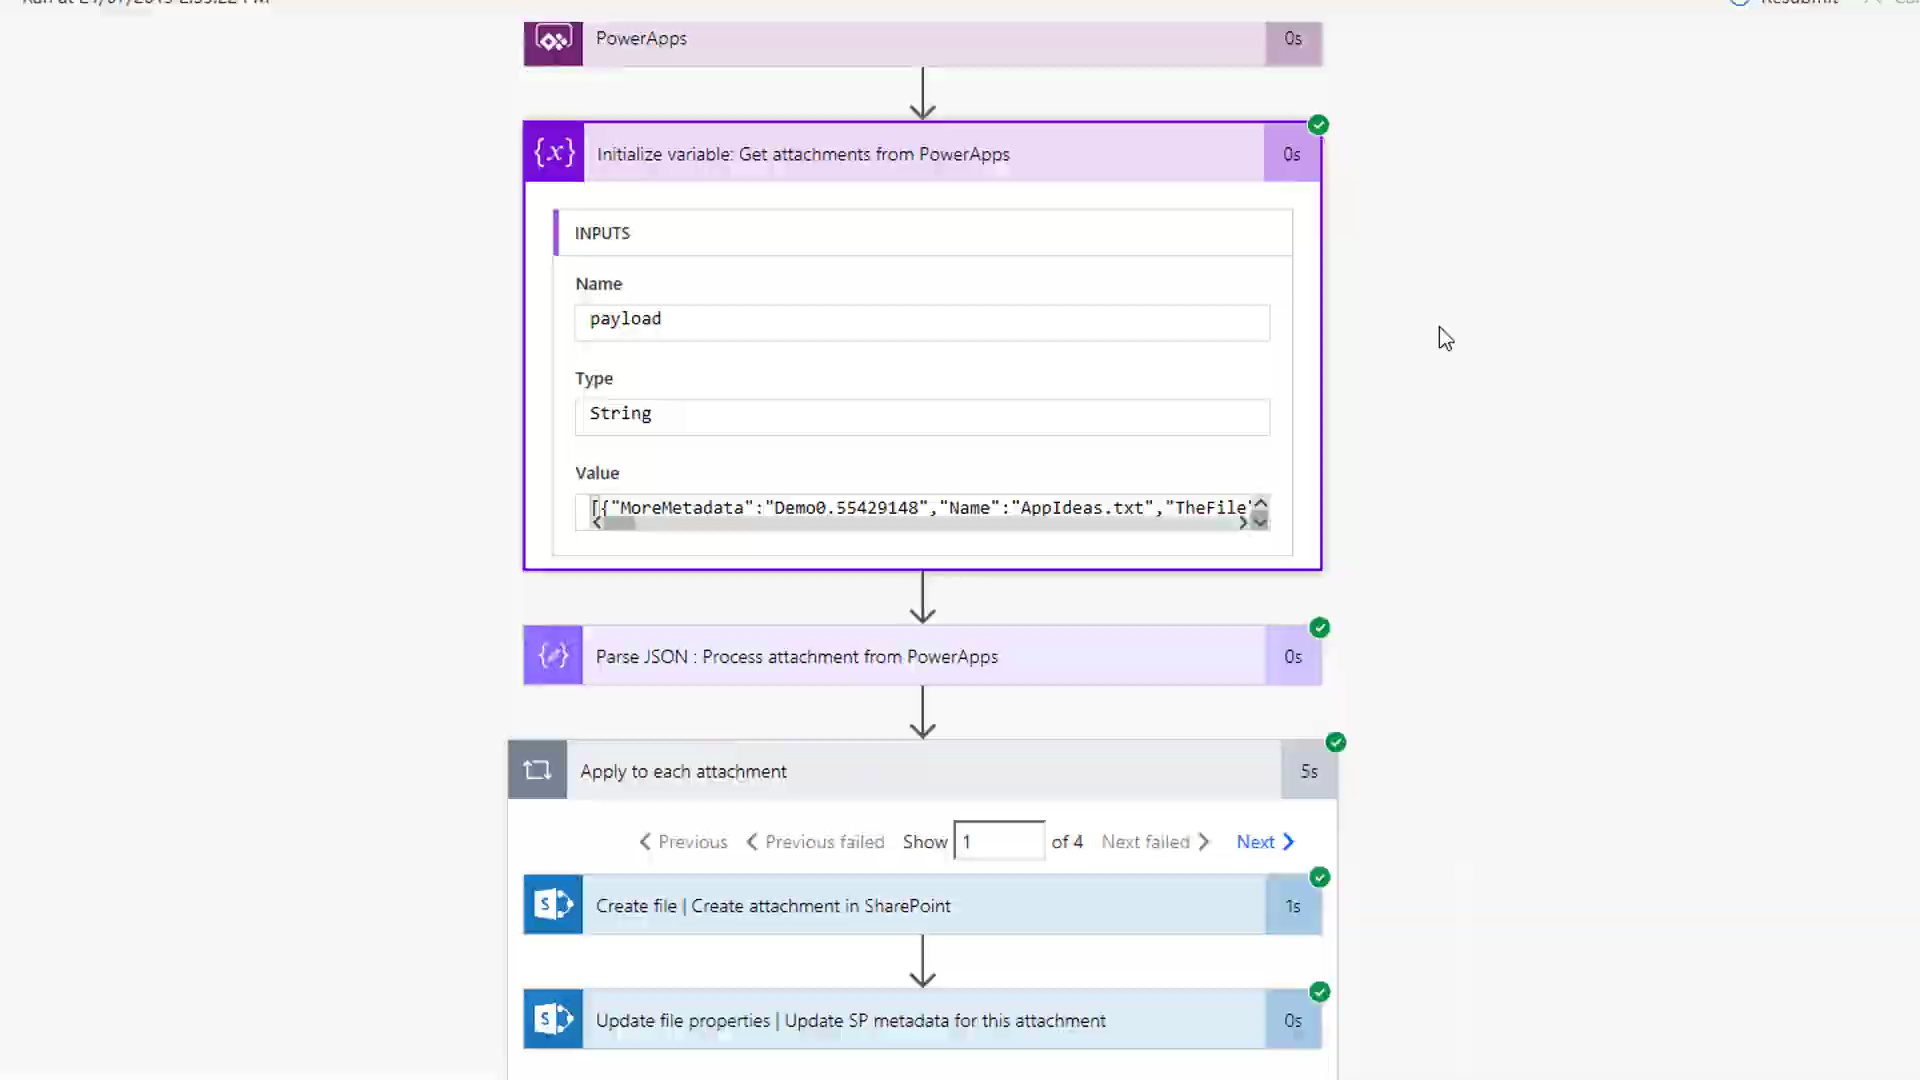 PowerApps
0s
{x}
Initialize variable: Get attachments from PowerApps
0s
INPUTS
Name
payload
Type
String
Value
[{"MoreMetadata":"Demo0.55429148","Name":"AppIdeas.txt","TheFile"
Parse JSON : Process attachment from PowerApps
0s
Apply to each attachment
5s
Previous Previous failed Show 1 of 4 Next failed Next
S
Create file | Create attachment in SharePoint
1s
S
Update file properties | Update SP metadata for this attachment
0s